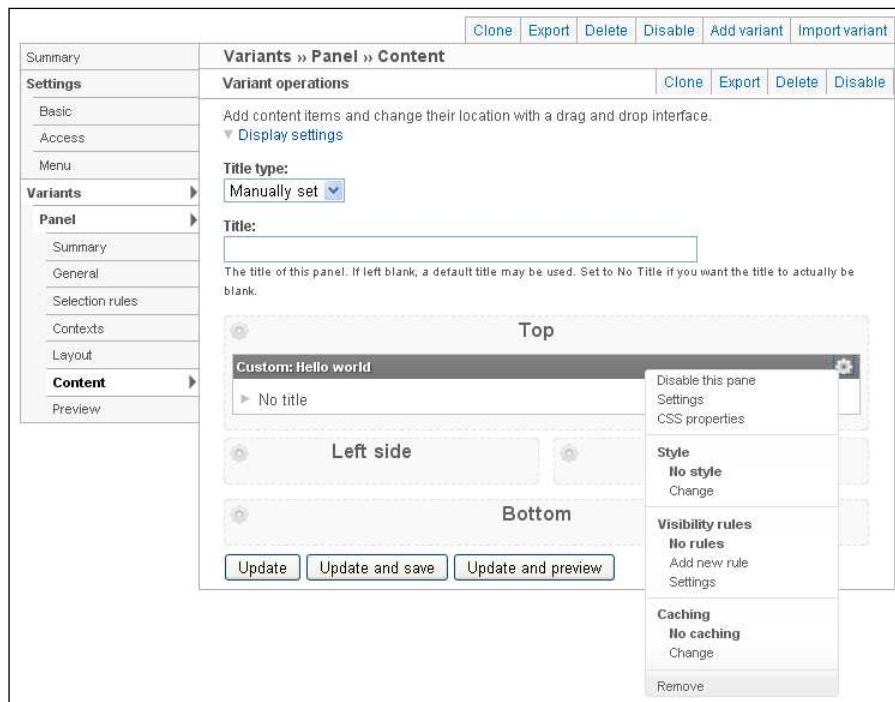 Clone Export Delete Disable Add variant Import variant
Summary
Settings
Basic
Access
Menu
Variants
Panel
Summary
General
Selection rules
Contexts
Layout
Content
Preview
Variants » Panel » Content
Variant operations
Clone Export Delete Disable
Add content items and change their location with a drag and drop interface.
Display settings
Title type:
Manually set
Title:
The title of this panel. If left blank, a default title may be used. Set to No Title if you want the title to actually be
blank.
Top
Custom: Hello world
No title
Left side
Bottom
Update Update and save Update and preview
Disable this pane
Settings
CSS properties
Style
No style
Change
Visibility rules
No rules
Add new rule
Settings
Caching
No caching
Change
Remove